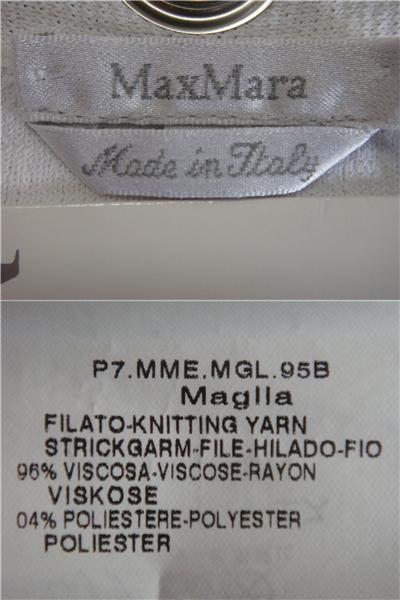 MaxMara
Made in Italy
P7.MME.MGL.95B
Maglia
FILATO-KNITTING YARN
STRICKGARM-FILE-HILADO-FIO
96% VISCOSA-VISCOSE-RAYON
VISKOSE
04% POLIESTERE-POLYESTER
POLIESTER